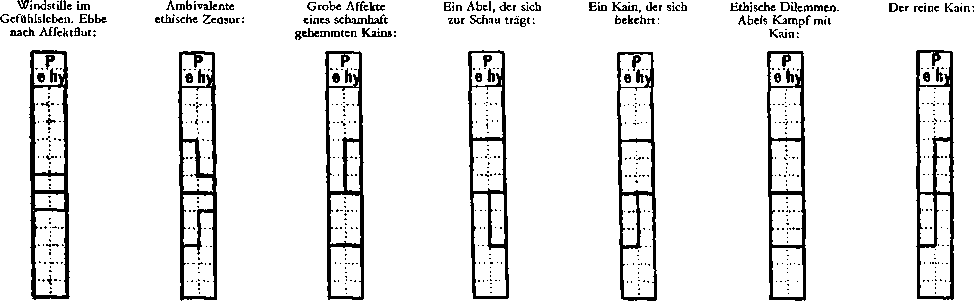 Windstille im
Gefühlsleben. Ebbe
nach Affektflut:
Ambivalente
ethische Zensur:
Grobe Affekte
eines schamhaft
gehemmten Kains:
Ein Abel, der sich
zur Schau trägt:
Ein Kain, der sich
bekehrt:
Ethische Dilemmen.
Abels Kampf mit
Kain:
Der reine Kain:
P
e hy
P
e hy
P
e hy
P
e hy
P
e hy
P
e hy
P
e hy